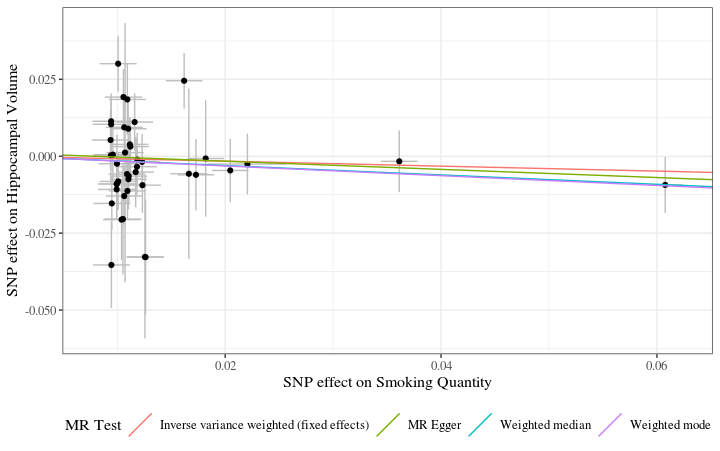 SNP effect on Hippocampal Volume
0.025
0.000
-0.025
-0.050
0.02
0.04
0.06
SNP effect on Smoking Quantity
MR Test
Inverse variance weighted (fixed effects)
MR Egger
Weighted median
Weighted mode